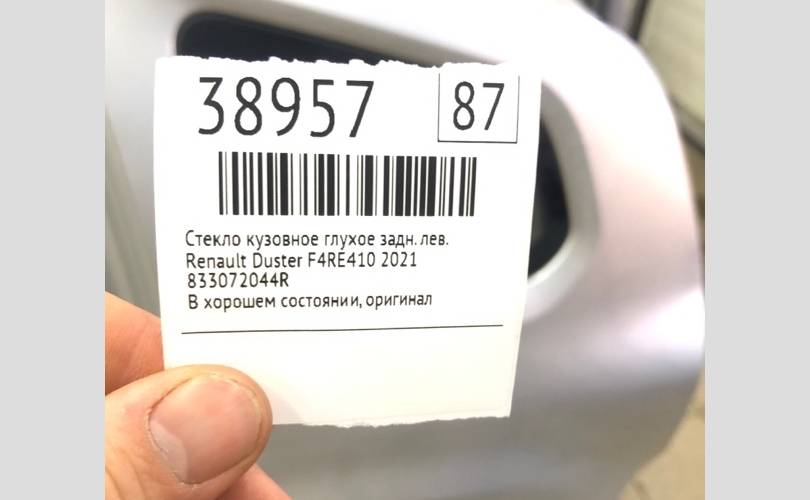 38957 87
Стекло кузовное глухое задн. лев.
Renault Duster F4RE410 2021
833072044R
В хорошем состоянии, оригинал